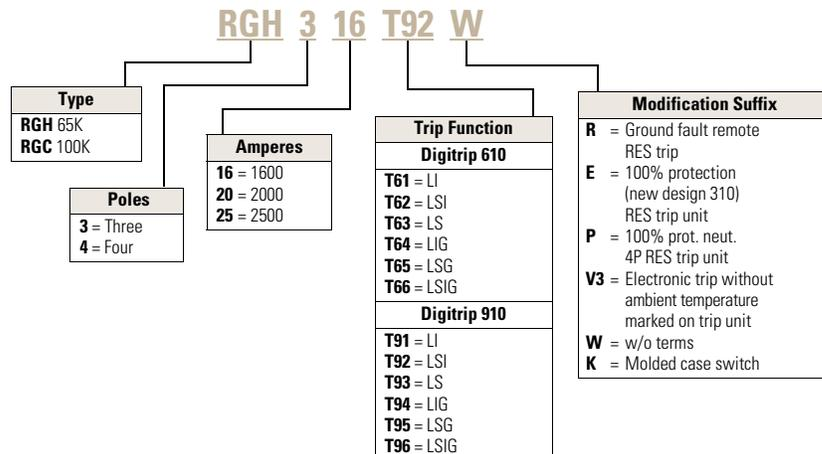 RGH 3 16 T92 W
Type
RGH 65K
RGC 100K
Poles
3 = Three
4 = Four
Amperes
16 = 1600
20 = 2000
25 = 2500
Trip Function
Digitrip 610
T61 = LI
T62 = LSI
T63 = LS
T64 = LIG
T65 = LSG
T66 = LSIG
Digitrip 910
T91 = LI
T92 = LSI
T93 = LS
T94 = LIG
T95 = LSG
T96 = LSIG
Modification Suffix
R = Ground fault remote
RES trip
E = 100% protection
(new design 310)
RES trip unit
P = 100% prot. neut.
4P RES trip unit
V3 = Electronic trip without
ambient temperature
marked on trip unit
W = w/o terms
K = Molded case switch